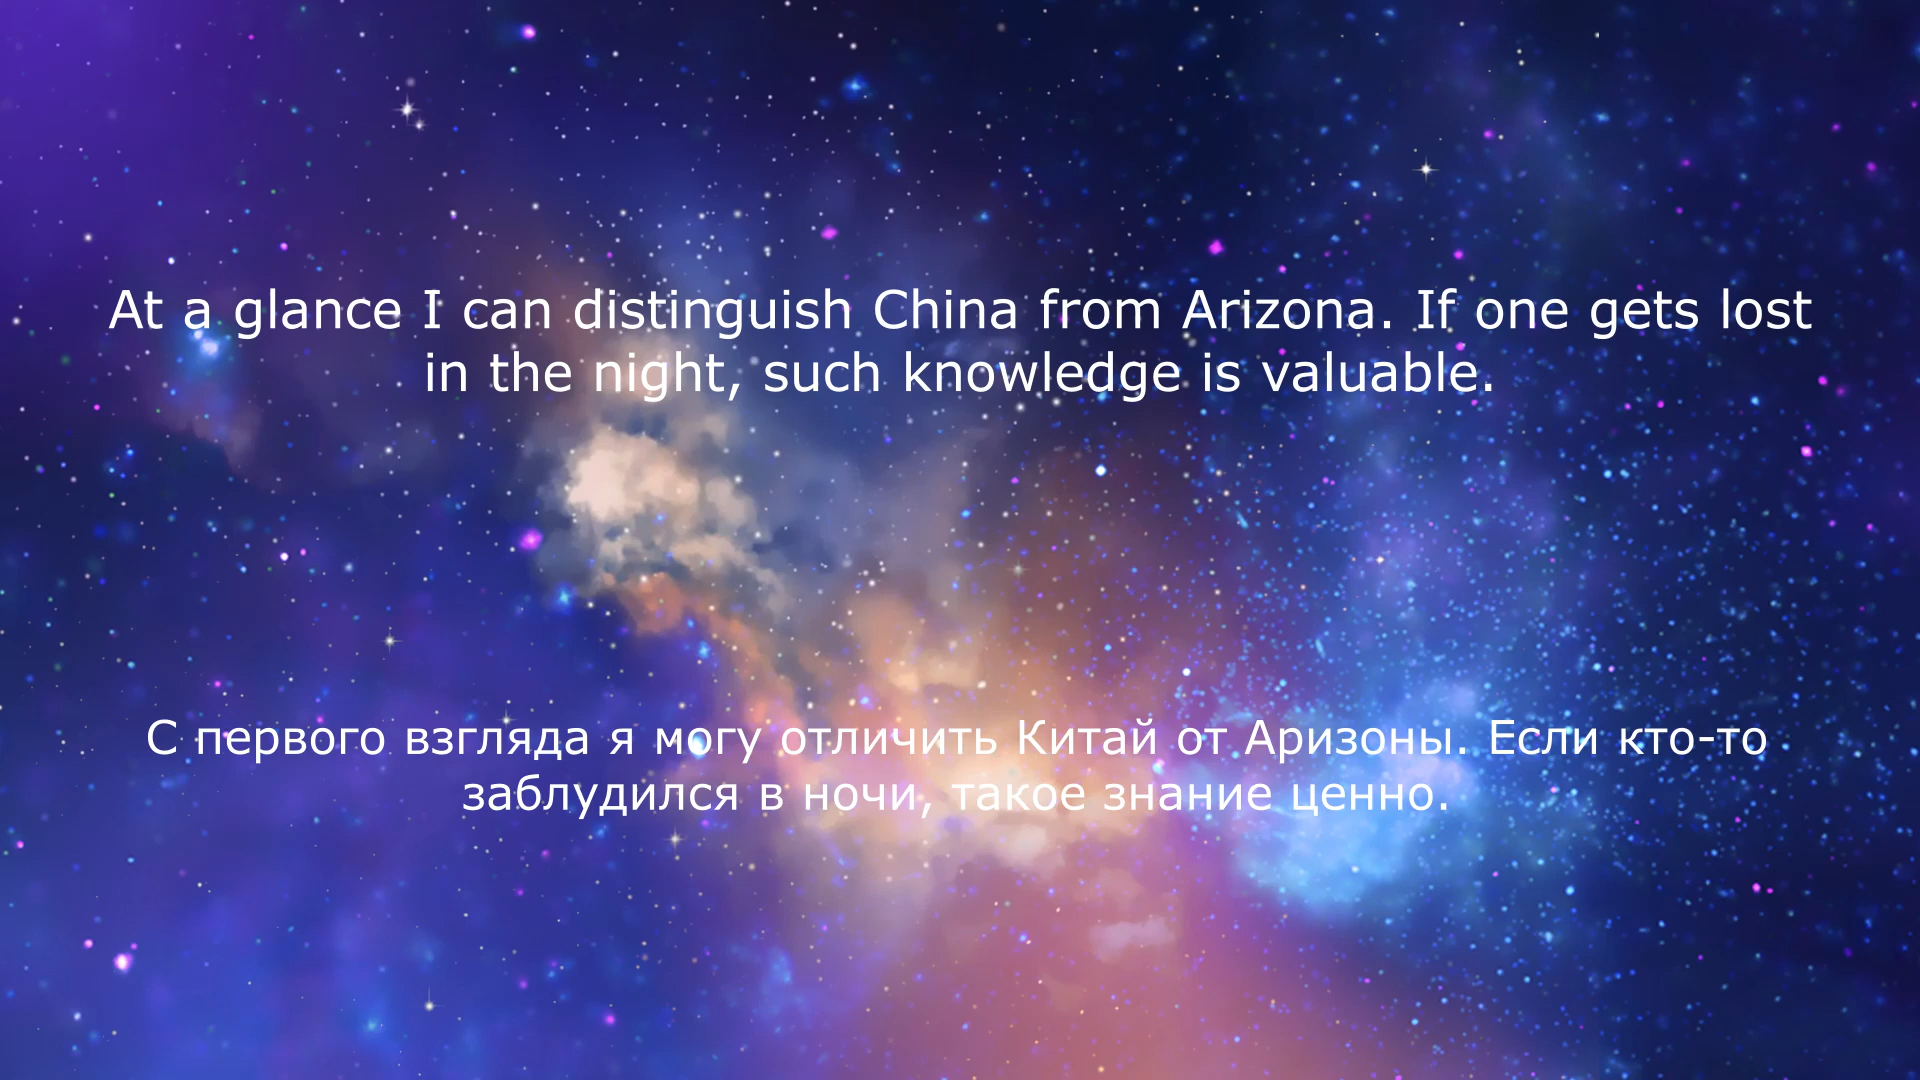 At a glance I can distinguish China from Arizona. If one gets lost
in the night, such knowledge is valuable.
С первого взгляда я могу отличить Китай от Аризоны. Если кто-то
заблудился в ночи, такое знание ценно.